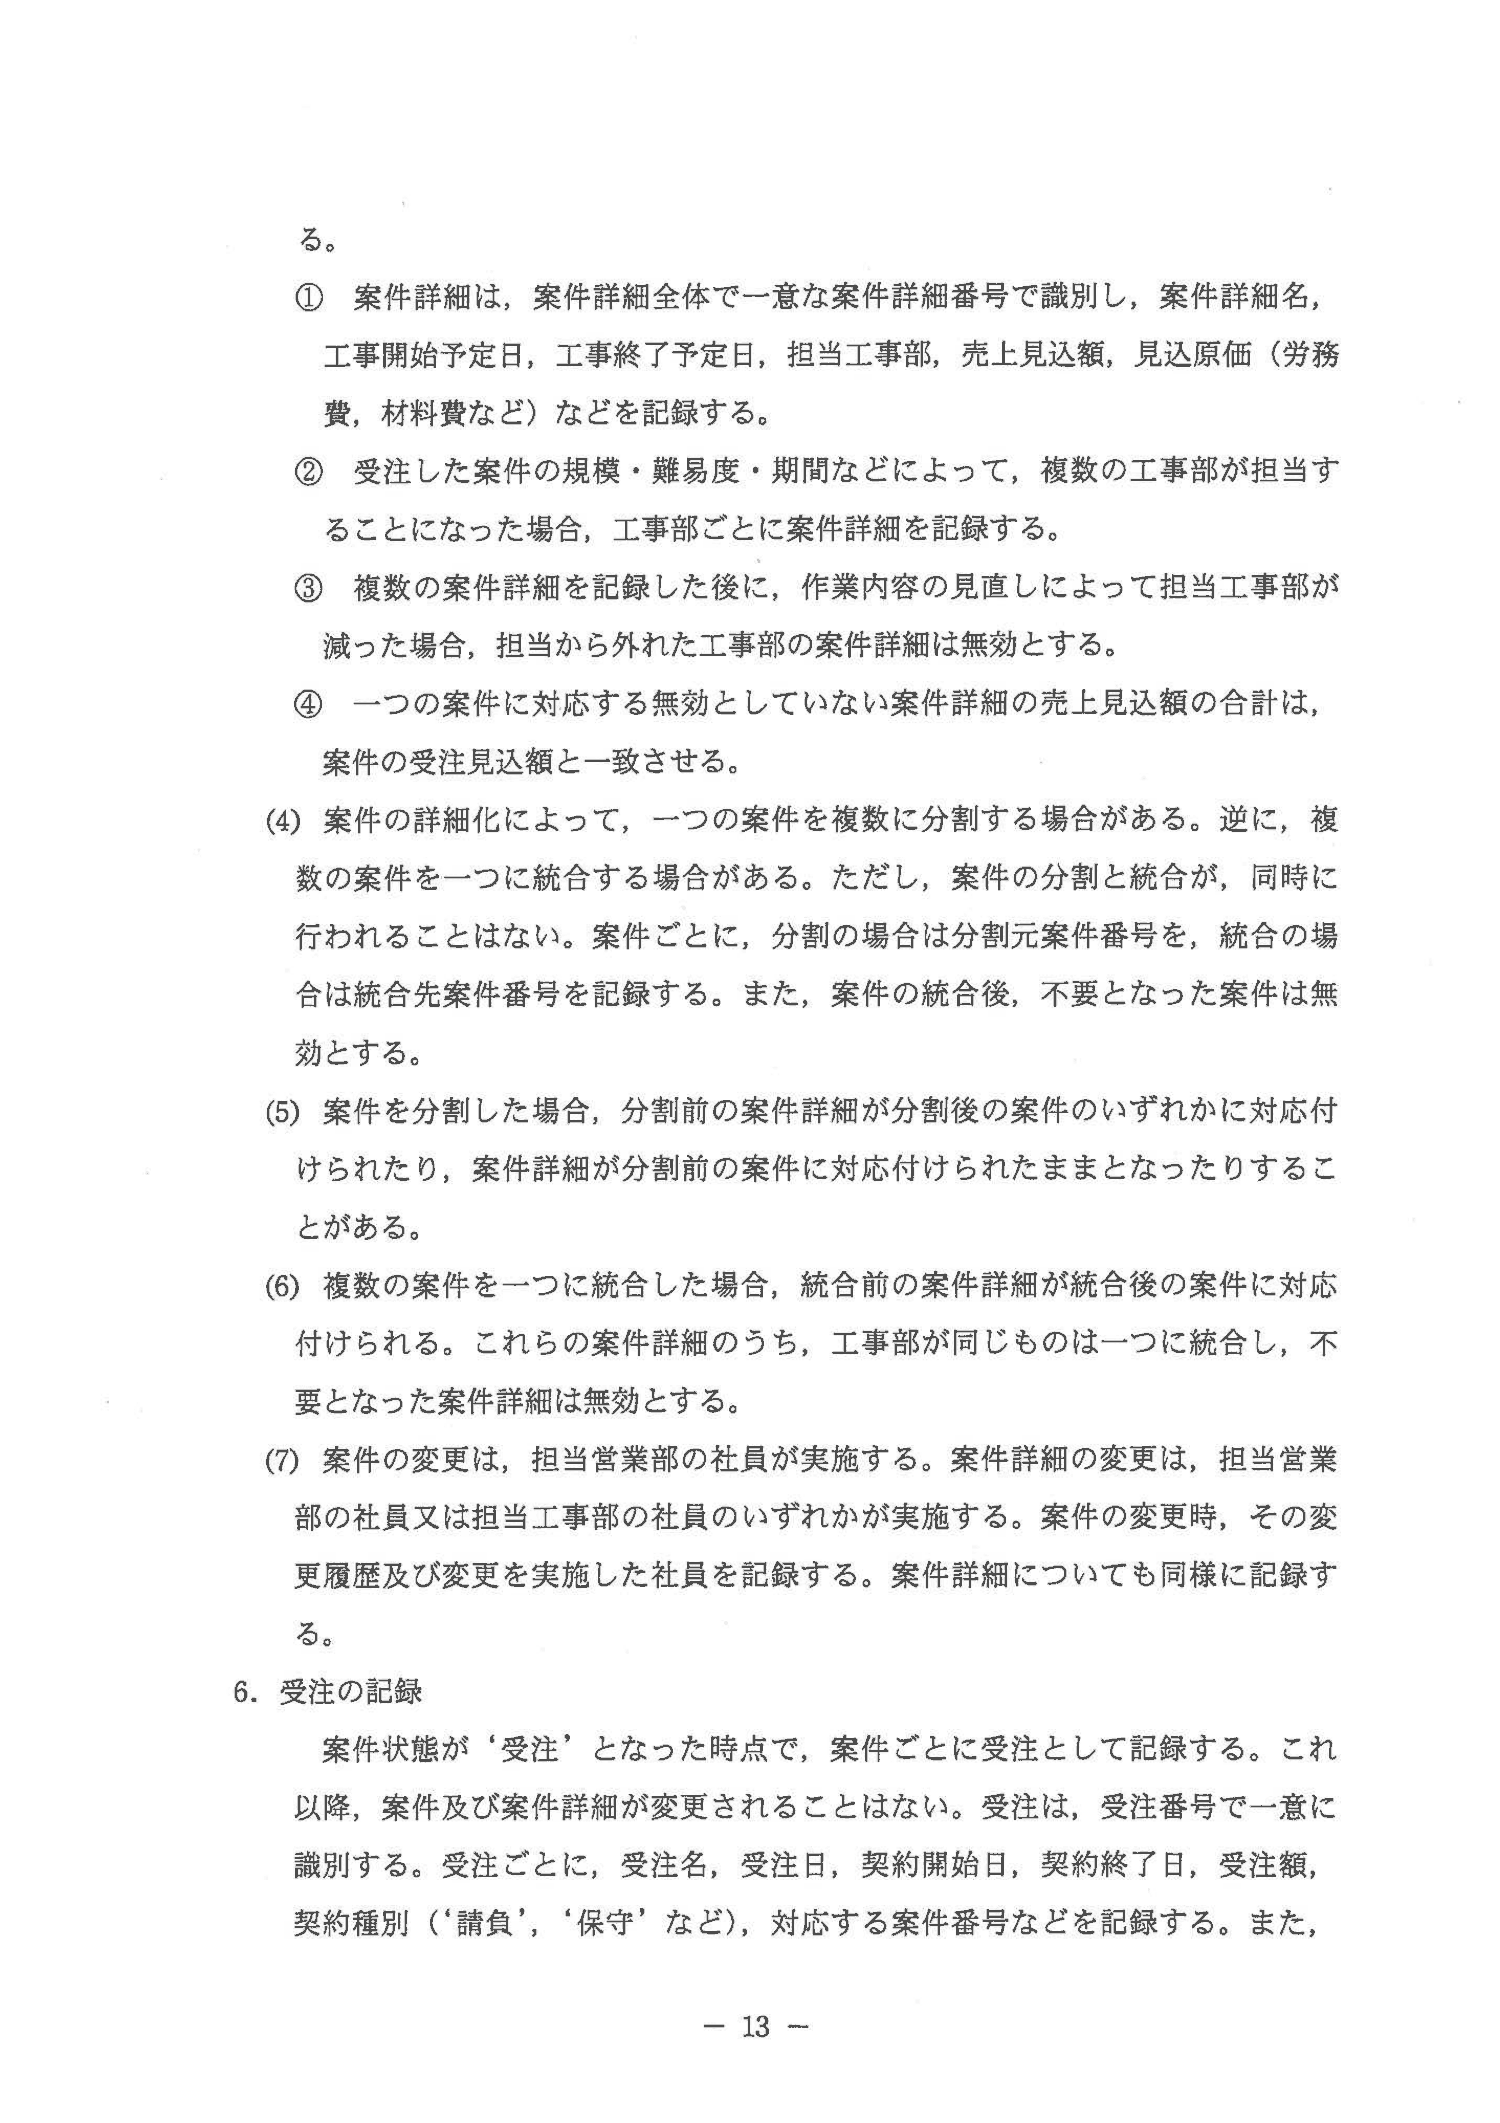 る。
① 案件詳細は，案件詳細全体で一意な案件詳細番号で識別し，案件詳細名，
工事開始予定日，工事終了予定日，担当工事部，売上見込額，見込原価（労務
費，材料費など）などを記録する。
② 受注した案件の規模・難易度・期間などによって，複数の工事部が担当す
ることになった場合，工事部ごとに案件詳細を記録する。
③ 複数の案件詳細を記録した後に，作業内容の見直しによって担当工事部が
減った場合，担当から外れた工事部の案件詳細は無効とする。
④ 一つの案件に対応する無効としていない案件詳細の売上見込額の合計は，
案件の受注見込額と一致させる。
(4) 案件の詳細化によって，一つの案件を複数に分割する場合がある。逆に，複
数の案件を一つに統合する場合がある。ただし，案件の分割と統合が，同時に
行われることはない。案件ごとに，分割の場合は分割元案件番号を，統合の場
合は統合先案件番号を記録する。また，案件の統合後，不要となった案件は無
効とする。
(5) 案件を分割した場合，分割前の案件詳細が分割後の案件のいずれかに対応付
けられたり，案件詳細が分割前の案件に対応付けられたままとなったりするこ
とがある。
(6) 複数の案件を一つに統合した場合，統合前の案件詳細が統合後の案件に対応
付けられる。これらの案件詳細のうち，工事部が同じものは一つに統合し，不
要となった案件詳細は無効とする。
(7) 案件の変更は，担当営業部の社員が実施する。案件詳細の変更は，担当営業
部の社員又は担当工事部の社員のいずれかが実施する。案件の変更時，その変
更履歴及び変更を実施した社員を記録する。案件詳細についても同様に記録す
る。
6．受注の記録
案件状態が‘受注’となった時点で，案件ごとに受注として記録する。これ
以降，案件及び案件詳細が変更されることはない。受注は，受注番号で一意に
識別する。受注ごとに，受注名，受注日，契約開始日，契約終了日，受注額，
契約種別（‘請負’，‘保守’など），対応する案件番号などを記録する。また，
－ 13 －